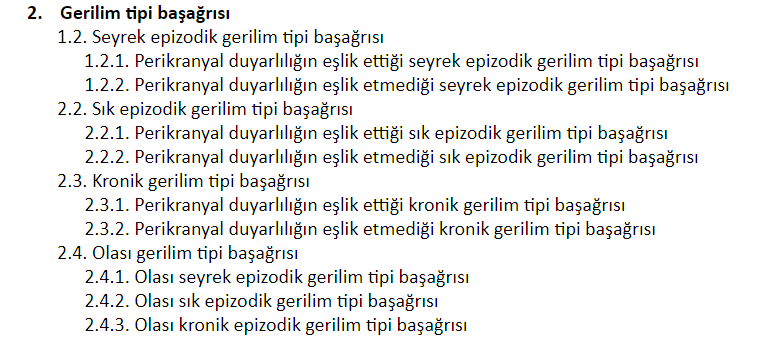 2. Gerilim tipi başağrısı
1.2. Seyrek epizodik gerilim tipi başağrısı
1.2.1. Perikranyal duyarlılığın eşlik ettiği seyrek epizodik gerilim tipi başağrısı
1.2.2. Perikranyal duyarlılığın eşlik etmediği seyrek epizodik gerilim tipi başağrısı
2.2. Sık epizodik gerilim tipi başağrısı
2.2.1. Perikranyal duyarlılığın eşlik ettiği sık epizodik gerilim tipi başağrısı
2.2.2. Perikranyal duyarlılığın eşlik etmediği sık epizodik gerilim tipi başağrısı
2.3. Kronik gerilim tipi başağrısı
2.3.1. Perikranyal duyarlılığın eşlik ettiği kronik gerilim tipi başağrısı
2.3.2. Perikranyal duyarlılığın eşlik etmediği kronik gerilim tipi başağrısı
2.4. Olası gerilim tipi başağrısı
2.4.1. Olası seyrek epizodik gerilim tipi başağrısı
2.4.2. Olası sık epizodik gerilim tipi başağrısı
2.4.3. Olası kronik epizodik gerilim tipi başağrısı